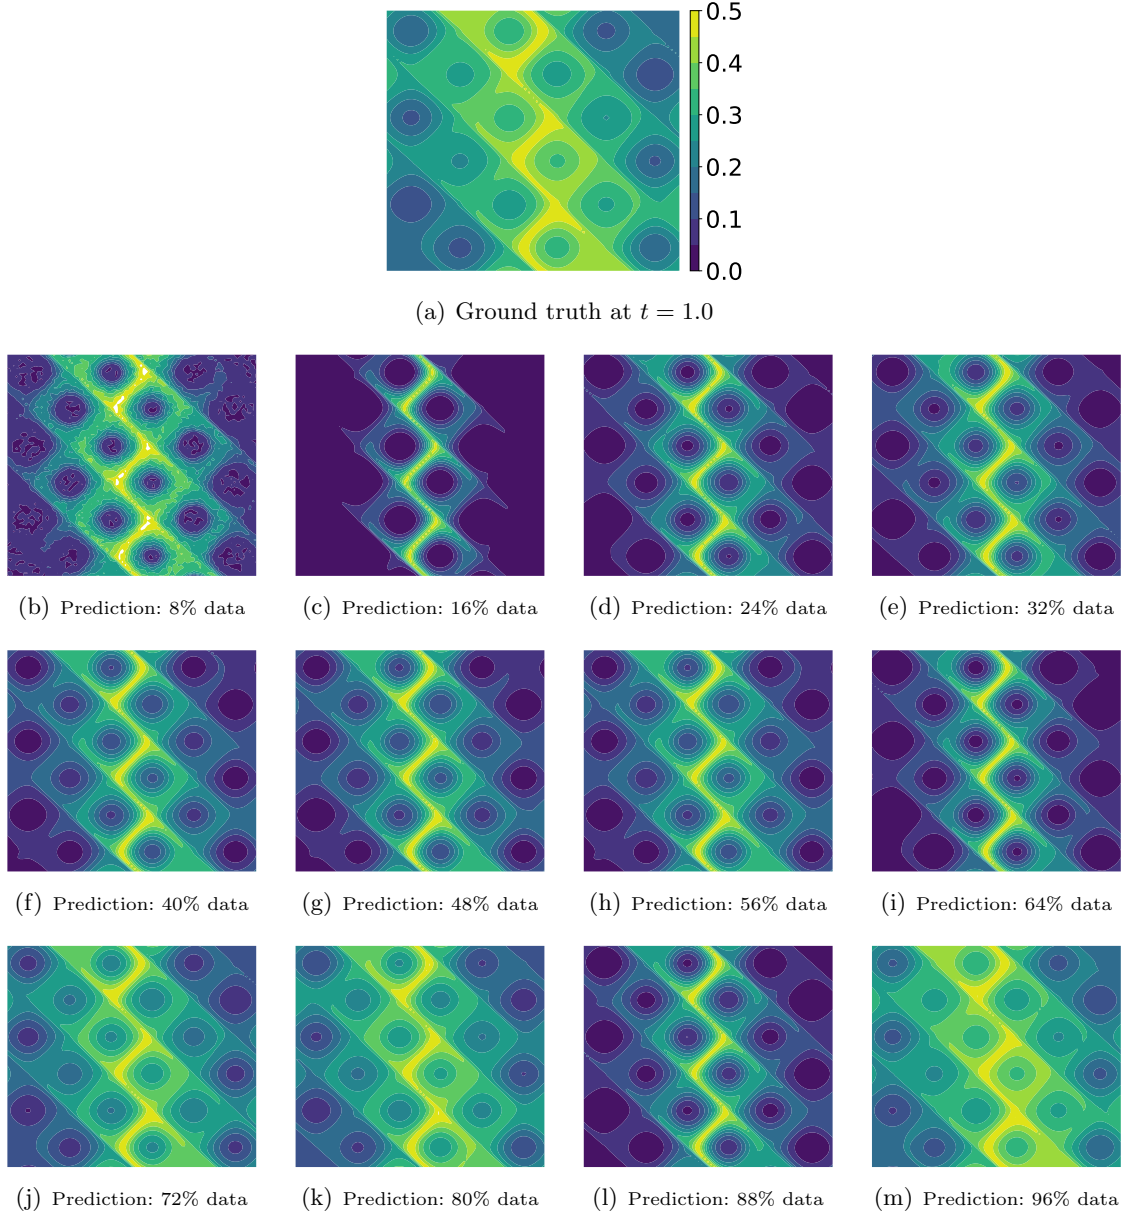 0.5
0.4
0.3
0.2
0.1
0.0
(a) Ground truth at t = 1.0
(b) Prediction: 8% data
(c) Prediction: 16% data
(d) Prediction: 24% data
(e) Prediction: 32% data
(f) Prediction: 40% data
(g) Prediction: 48% data
(h) Prediction: 56% data
(i) Prediction: 64% data
(j) Prediction: 72% data
(k) Prediction: 80% data
(l) Prediction: 88% data
(m) Prediction: 96% data